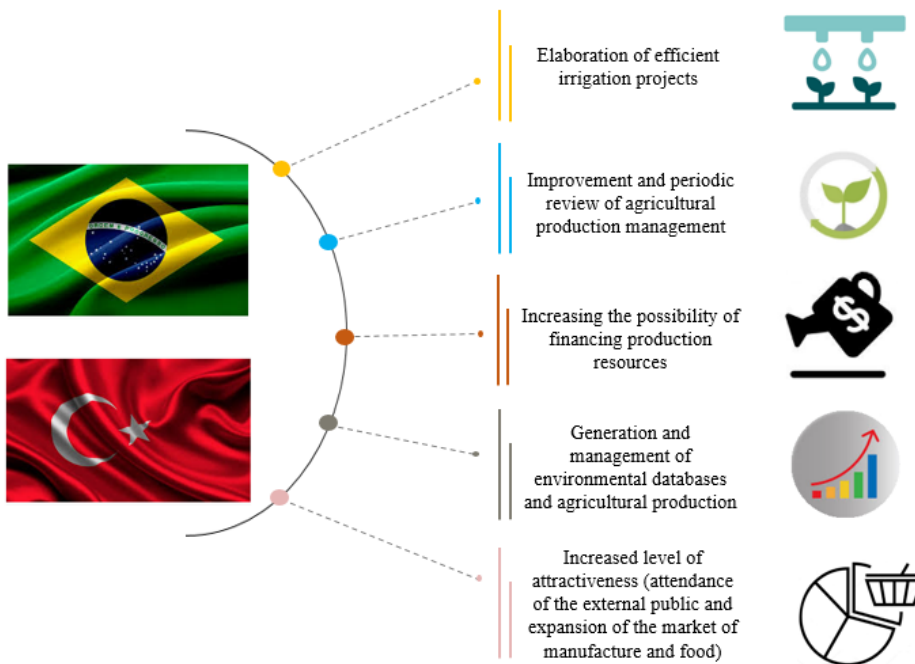 Elaboration of efficient
irrigation projects
Improvement and periodic
review of agricultural
production management
Increasing the possibility of
financing production
resources
$
Generation and
management of
environmental databases
and agricultural production
Increased level of
attractiveness (attendance
of the external public and
expansion of the market of
manufacture and food)